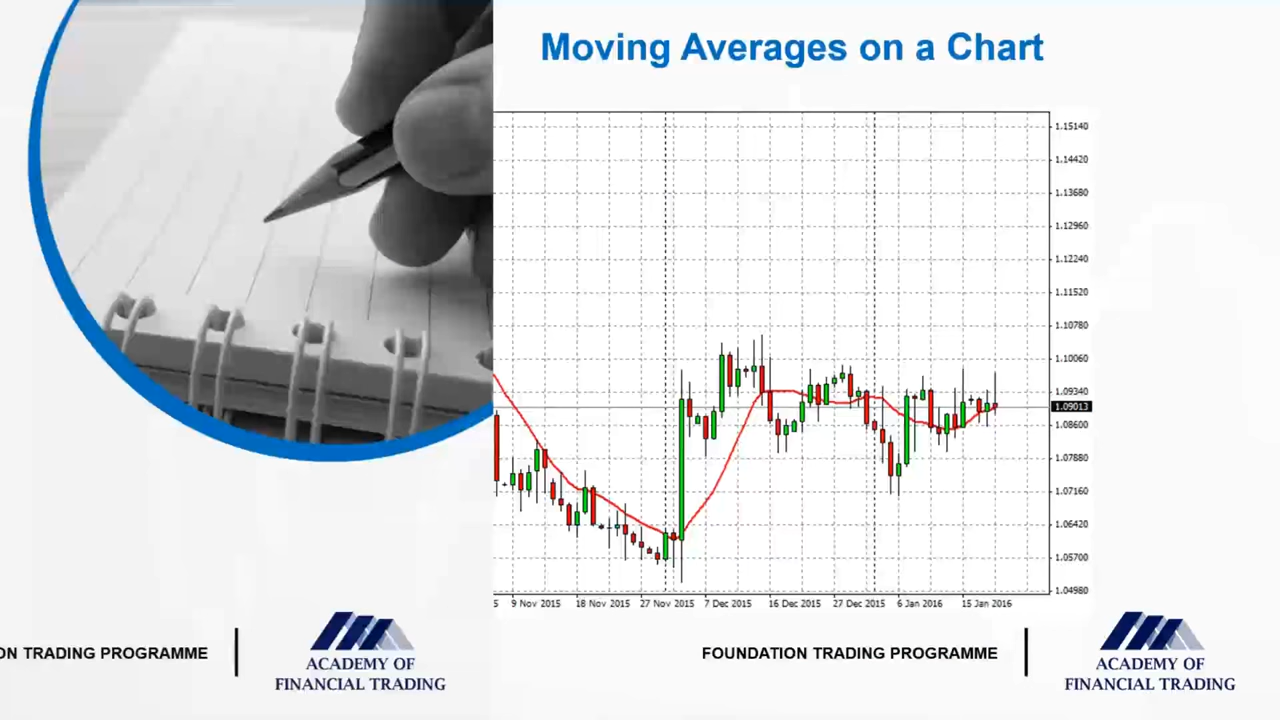 Moving Averages on a Chart
1.15140
1.14420
1.13680
1.12960
1.12240
1.11520
1.10780
1.10060
1.09340
1.09013
1.08600
1.07880
1.07160
1.06420
1.05700
1.04980
5 9 Nov 2015 18 Nov 2015 27 Nov 2015 7 Dec 2015 16 Dec 2015 27 Dec 2015 6 Jan 2016 15 Jan 2016
ON TRADING PROGRAMME
ACADEMY OF
FINANCIAL TRADING
FOUNDATION TRADING PROGRAMME
ACADEMY OF
FINANCIAL TRADING